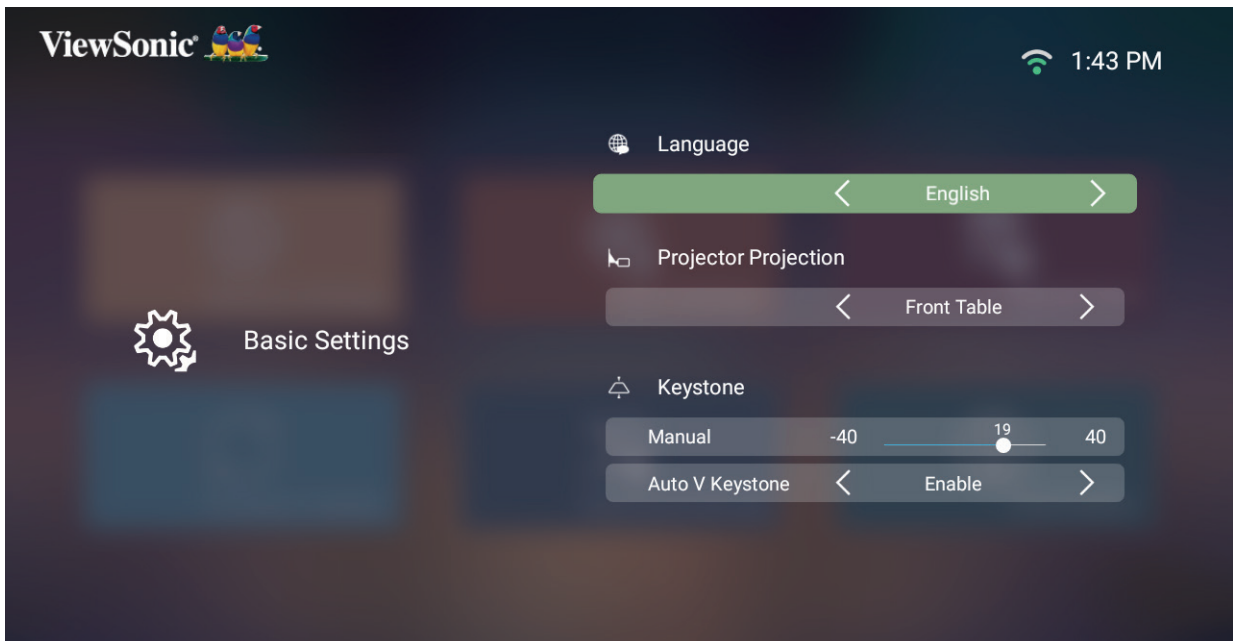 ViewSonic®
1:43 PM
Language
English
Projector Projection
Front Table
Basic Settings
Keystone
Manual -40 19 40
Auto V Keystone Enable